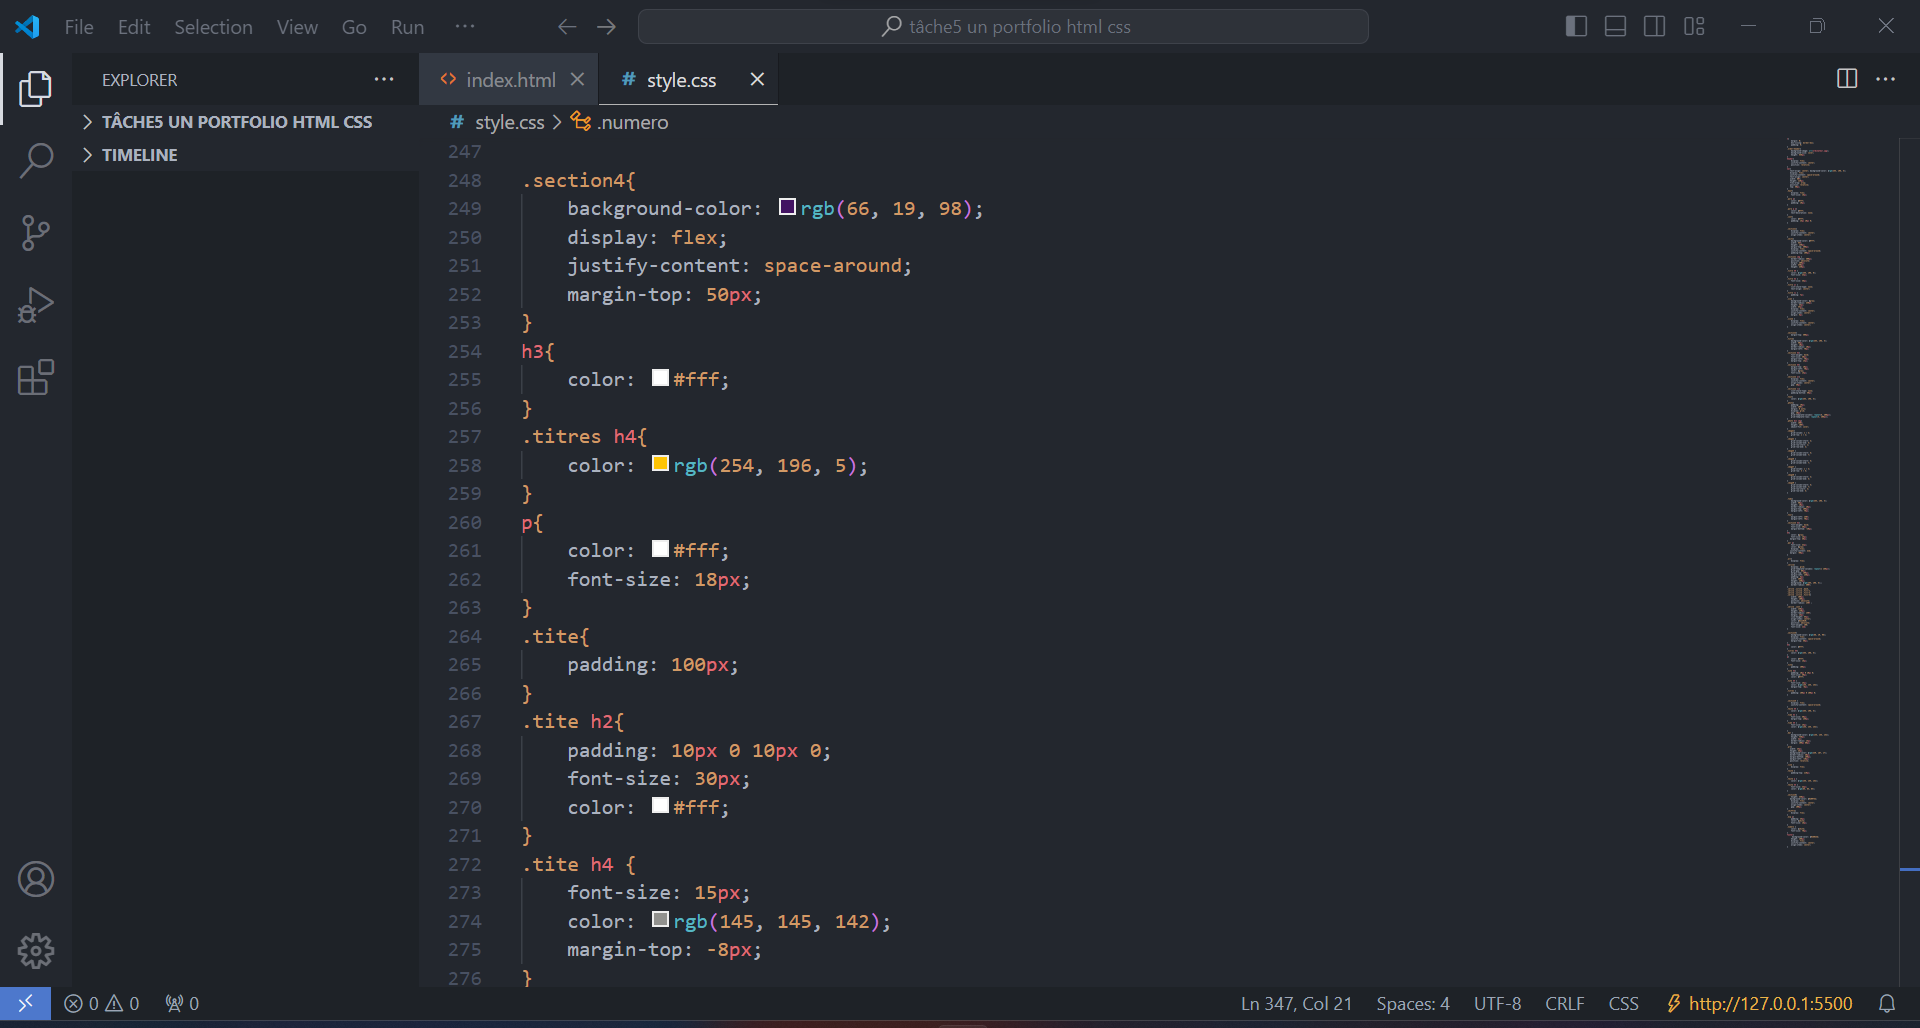 File Edit Selection View Go Run ··· tâche5 un portfolio html css
EXPLORER ···
TÂCHE5 UN PORTFOLIO HTML CSS
TIMELINE
<> index.html # style.css ···
# style.css > .numero
247
248 .section4{
249 background-color: rgb(66, 19, 98);
250 display: flex;
251 justify-content: space-around;
252 margin-top: 50px;
253 }
254 h3{
255 color: #fff;
256 }
257 .titres h4{
258 color: rgb(254, 196, 5);
259 }
260 p{
261 color: #fff;
262 font-size: 18px;
263 }
264 .tite{
265 padding: 100px;
266 }
267 .tite h2{
268 padding: 10px 0 10px 0;
269 font-size: 30px;
270 color: #fff;
271 }
272 .tite h4 {
273 font-size: 15px;
274 color: rgb(145, 145, 142);
275 margin-top: -8px;
276 }
0 0 0 Ln 347, Col 21 Spaces: 4 UTF-8 CRLF CSS http://127.0.0.1:5500